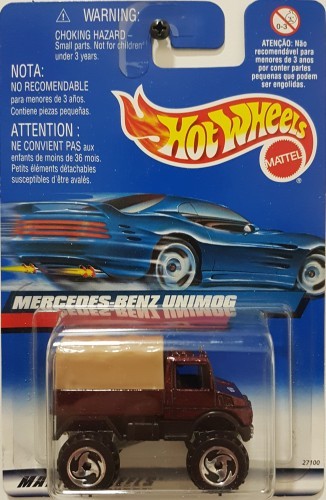 ⚠ WARNING:
CHOKING HAZARD –
Small parts. Not for children
under 3 years.
NOTA:
NO RECOMENDABLE
para menores de 3 años.
Contiene piezas pequeñas.
ATTENTION :
NE CONVIENT PAS aux
enfants de moins de 36 mois.
Petits éléments détachables
susceptibles d'être avalés.
0-3
ATENÇÃO: Não
recomendável para
menores de 3 anos
por conter partes
pequenas que podem
ser engolidas.
HOT WHEELS
MATTEL
MERCEDES-BENZ UNIMOG
27100